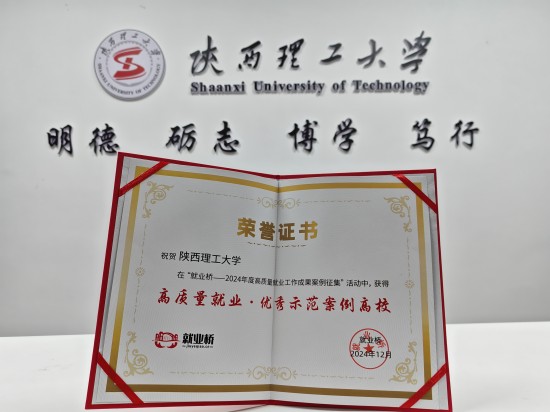 陕西理工大学
Shaanxi University of Technology
明德 砺志 博学 笃行
荣誉证书
祝贺 陕西理工大学
在“就业桥——2024年度高质量就业工作成果案例征集”活动中，获得
高质量就业·优秀示范案例高校
就业桥
就业桥
2024年12月